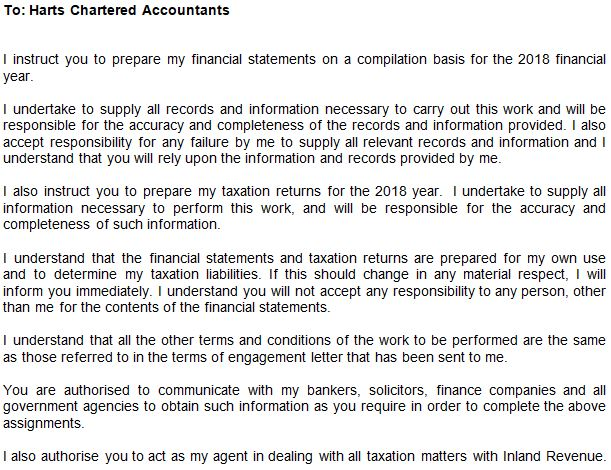 To: Harts Chartered Accountants
I instruct you to prepare my financial statements on a compilation basis for the 2018 financial
year.
I undertake to supply all records and information necessary to carry out this work and will be
responsible for the accuracy and completeness of the records and information provided. I also
accept responsibility for any failure by me to supply all relevant records and information and I
understand that you will rely upon the information and records provided by me.
I also instruct you to prepare my taxation returns for the 2018 year. I undertake to supply all
information necessary to perform this work, and will be responsible for the accuracy and
completeness of such information.
I understand that the financial statements and taxation returns are prepared for my own use
and to determine my taxation liabilities. If this should change in any material respect, I will
inform you immediately. I understand you will not accept any responsibility to any person, other
than me for the contents of the financial statements.
I understand that all the other terms and conditions of the work to be performed are the same
as those referred to in the terms of engagement letter that has been sent to me.
You are authorised to communicate with my bankers, solicitors, finance companies and all
government agencies to obtain such information as you require in order to complete the above
assignments.
I also authorise you to act as my agent in dealing with all taxation matters with Inland Revenue.